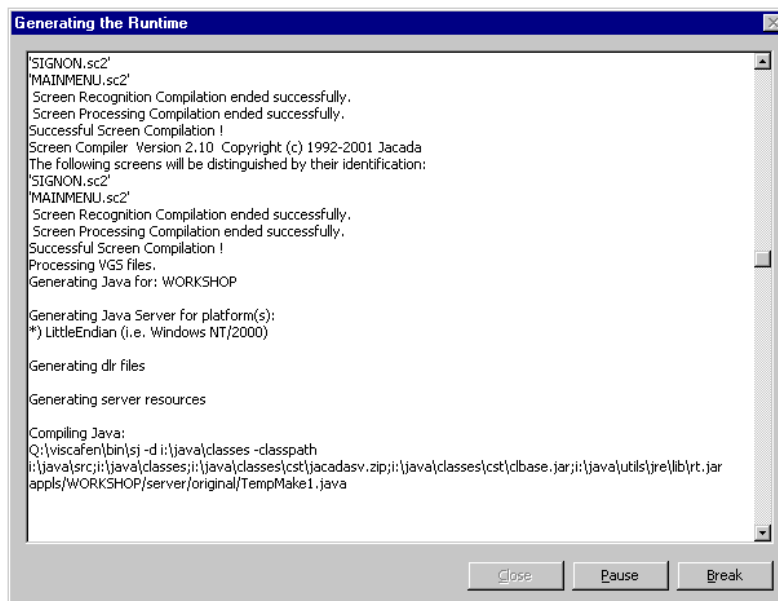 Generating the Runtime
'SIGNON.sc2'
'MAINMENU.sc2'
Screen Recognition Compilation ended successfully.
Screen Processing Compilation ended successfully.
Successful Screen Compilation !
Screen Compiler  Version 2.10  Copyright (c) 1992-2001 Jacada
The following screens will be distinguished by their identification:
'SIGNON.sc2'
'MAINMENU.sc2'
Screen Recognition Compilation ended successfully.
Screen Processing Compilation ended successfully.
Successful Screen Compilation !
Processing VGS files.
Generating Java for: WORKSHOP
Generating Java Server for platform(s):
*) LittleEndian (i.e. Windows NT/2000)
Generating dlr files
Generating server resources
Compiling Java:
Q:\viscafen\bin\sj -d i:\java\classes -classpath
i:\java\src;i:\java\classes;i:\java\classes\cst\jacadasv.zip;i:\java\classes\cst\clbase.jar;i:\java\utils\jre\lib\rt.jar
appls/WORKSHOP/server/original/TempMake1.java
Close Pause Break